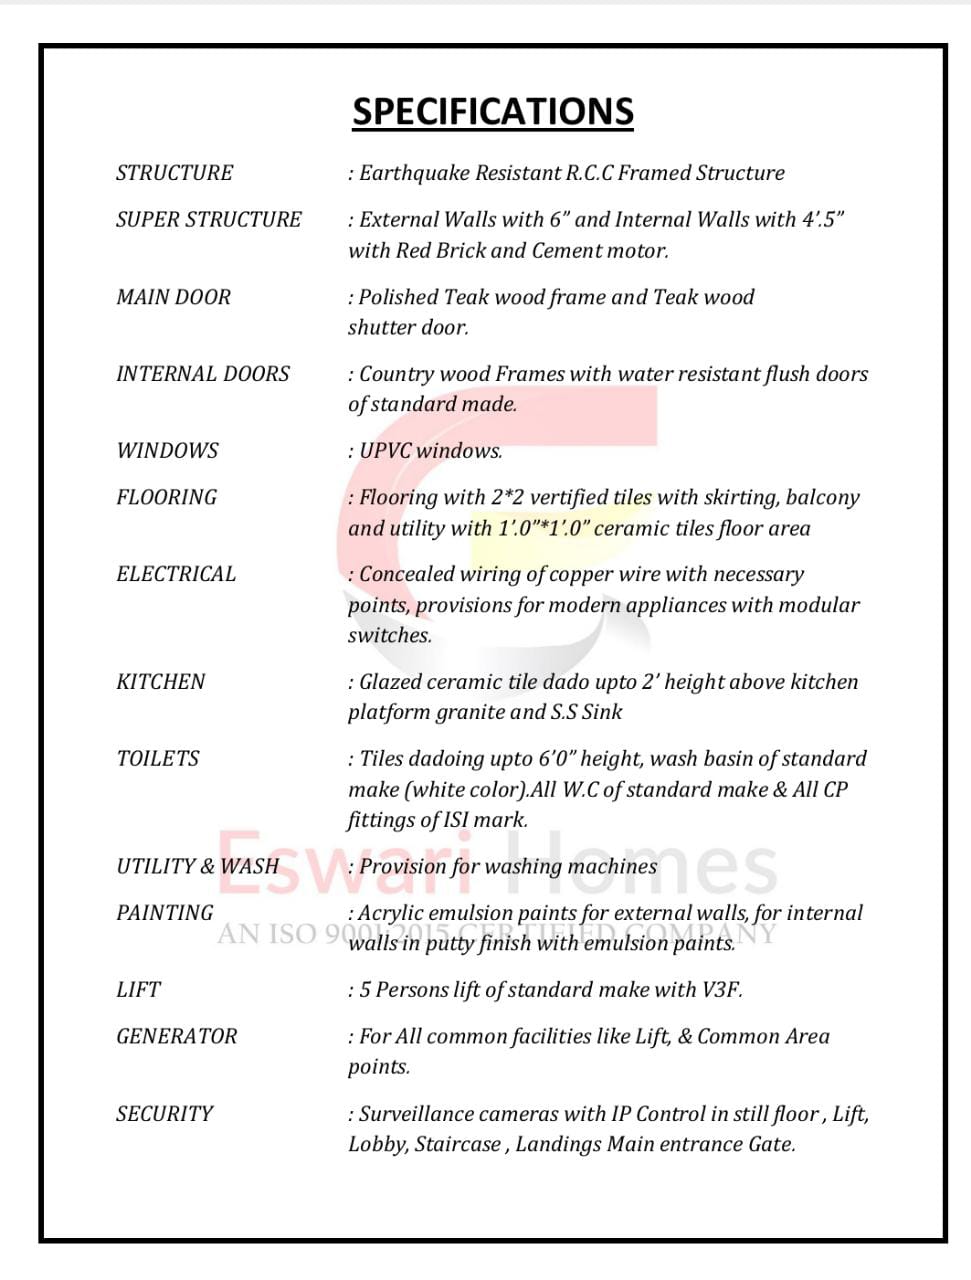 SPECIFICATIONS
STRUCTURE : Earthquake Resistant R.C.C Framed Structure
SUPER STRUCTURE : External Walls with 6” and Internal Walls with 4’.5”
with Red Brick and Cement motor.
MAIN DOOR : Polished Teak wood frame and Teak wood
shutter door.
INTERNAL DOORS : Country wood Frames with water resistant flush doors
of standard made.
WINDOWS : UPVC windows.
FLOORING : Flooring with 2*2 vertified tiles with skirting, balcony
and utility with 1’.0”*1’.0” ceramic tiles floor area
ELECTRICAL : Concealed wiring of copper wire with necessary
points, provisions for modern appliances with modular
switches.
KITCHEN : Glazed ceramic tile dado upto 2’ height above kitchen
platform granite and S.S Sink
TOILETS : Tiles dadoing upto 6’0” height, wash basin of standard
make (white color).All W.C of standard make & All CP
fittings of ISI mark.
Eswari Homes
UTILITY & WASH : Provision for washing machines
PAINTING : Acrylic emulsion paints for external walls, for internal
AN ISO 9001:2015 CERTIFIED COMPANY
walls in putty finish with emulsion paints.
LIFT : 5 Persons lift of standard make with V3F.
GENERATOR : For All common facilities like Lift, & Common Area
points.
SECURITY : Surveillance cameras with IP Control in still floor , Lift,
Lobby, Staircase , Landings Main entrance Gate.